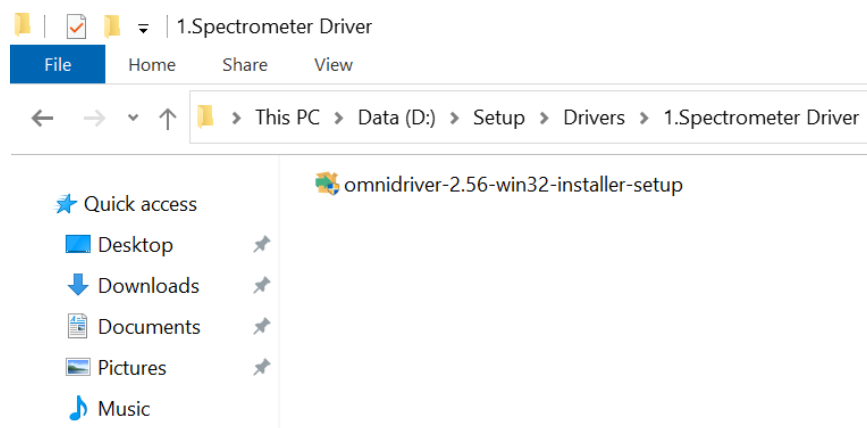 1.Spectrometer Driver
File Home Share View
This PC > Data (D:) > Setup > Drivers > 1.Spectrometer Driver
Quick access
Desktop
Downloads
Documents
Pictures
Music
omnidriver-2.56-win32-installer-setup